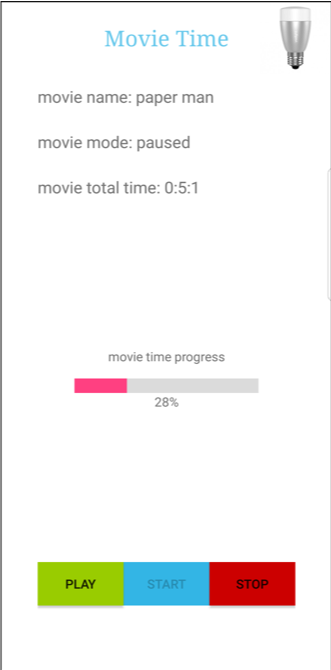 Movie Time
movie name: paper man
movie mode: paused
movie total time: 0:5:1
movie time progress
28%
PLAY START STOP